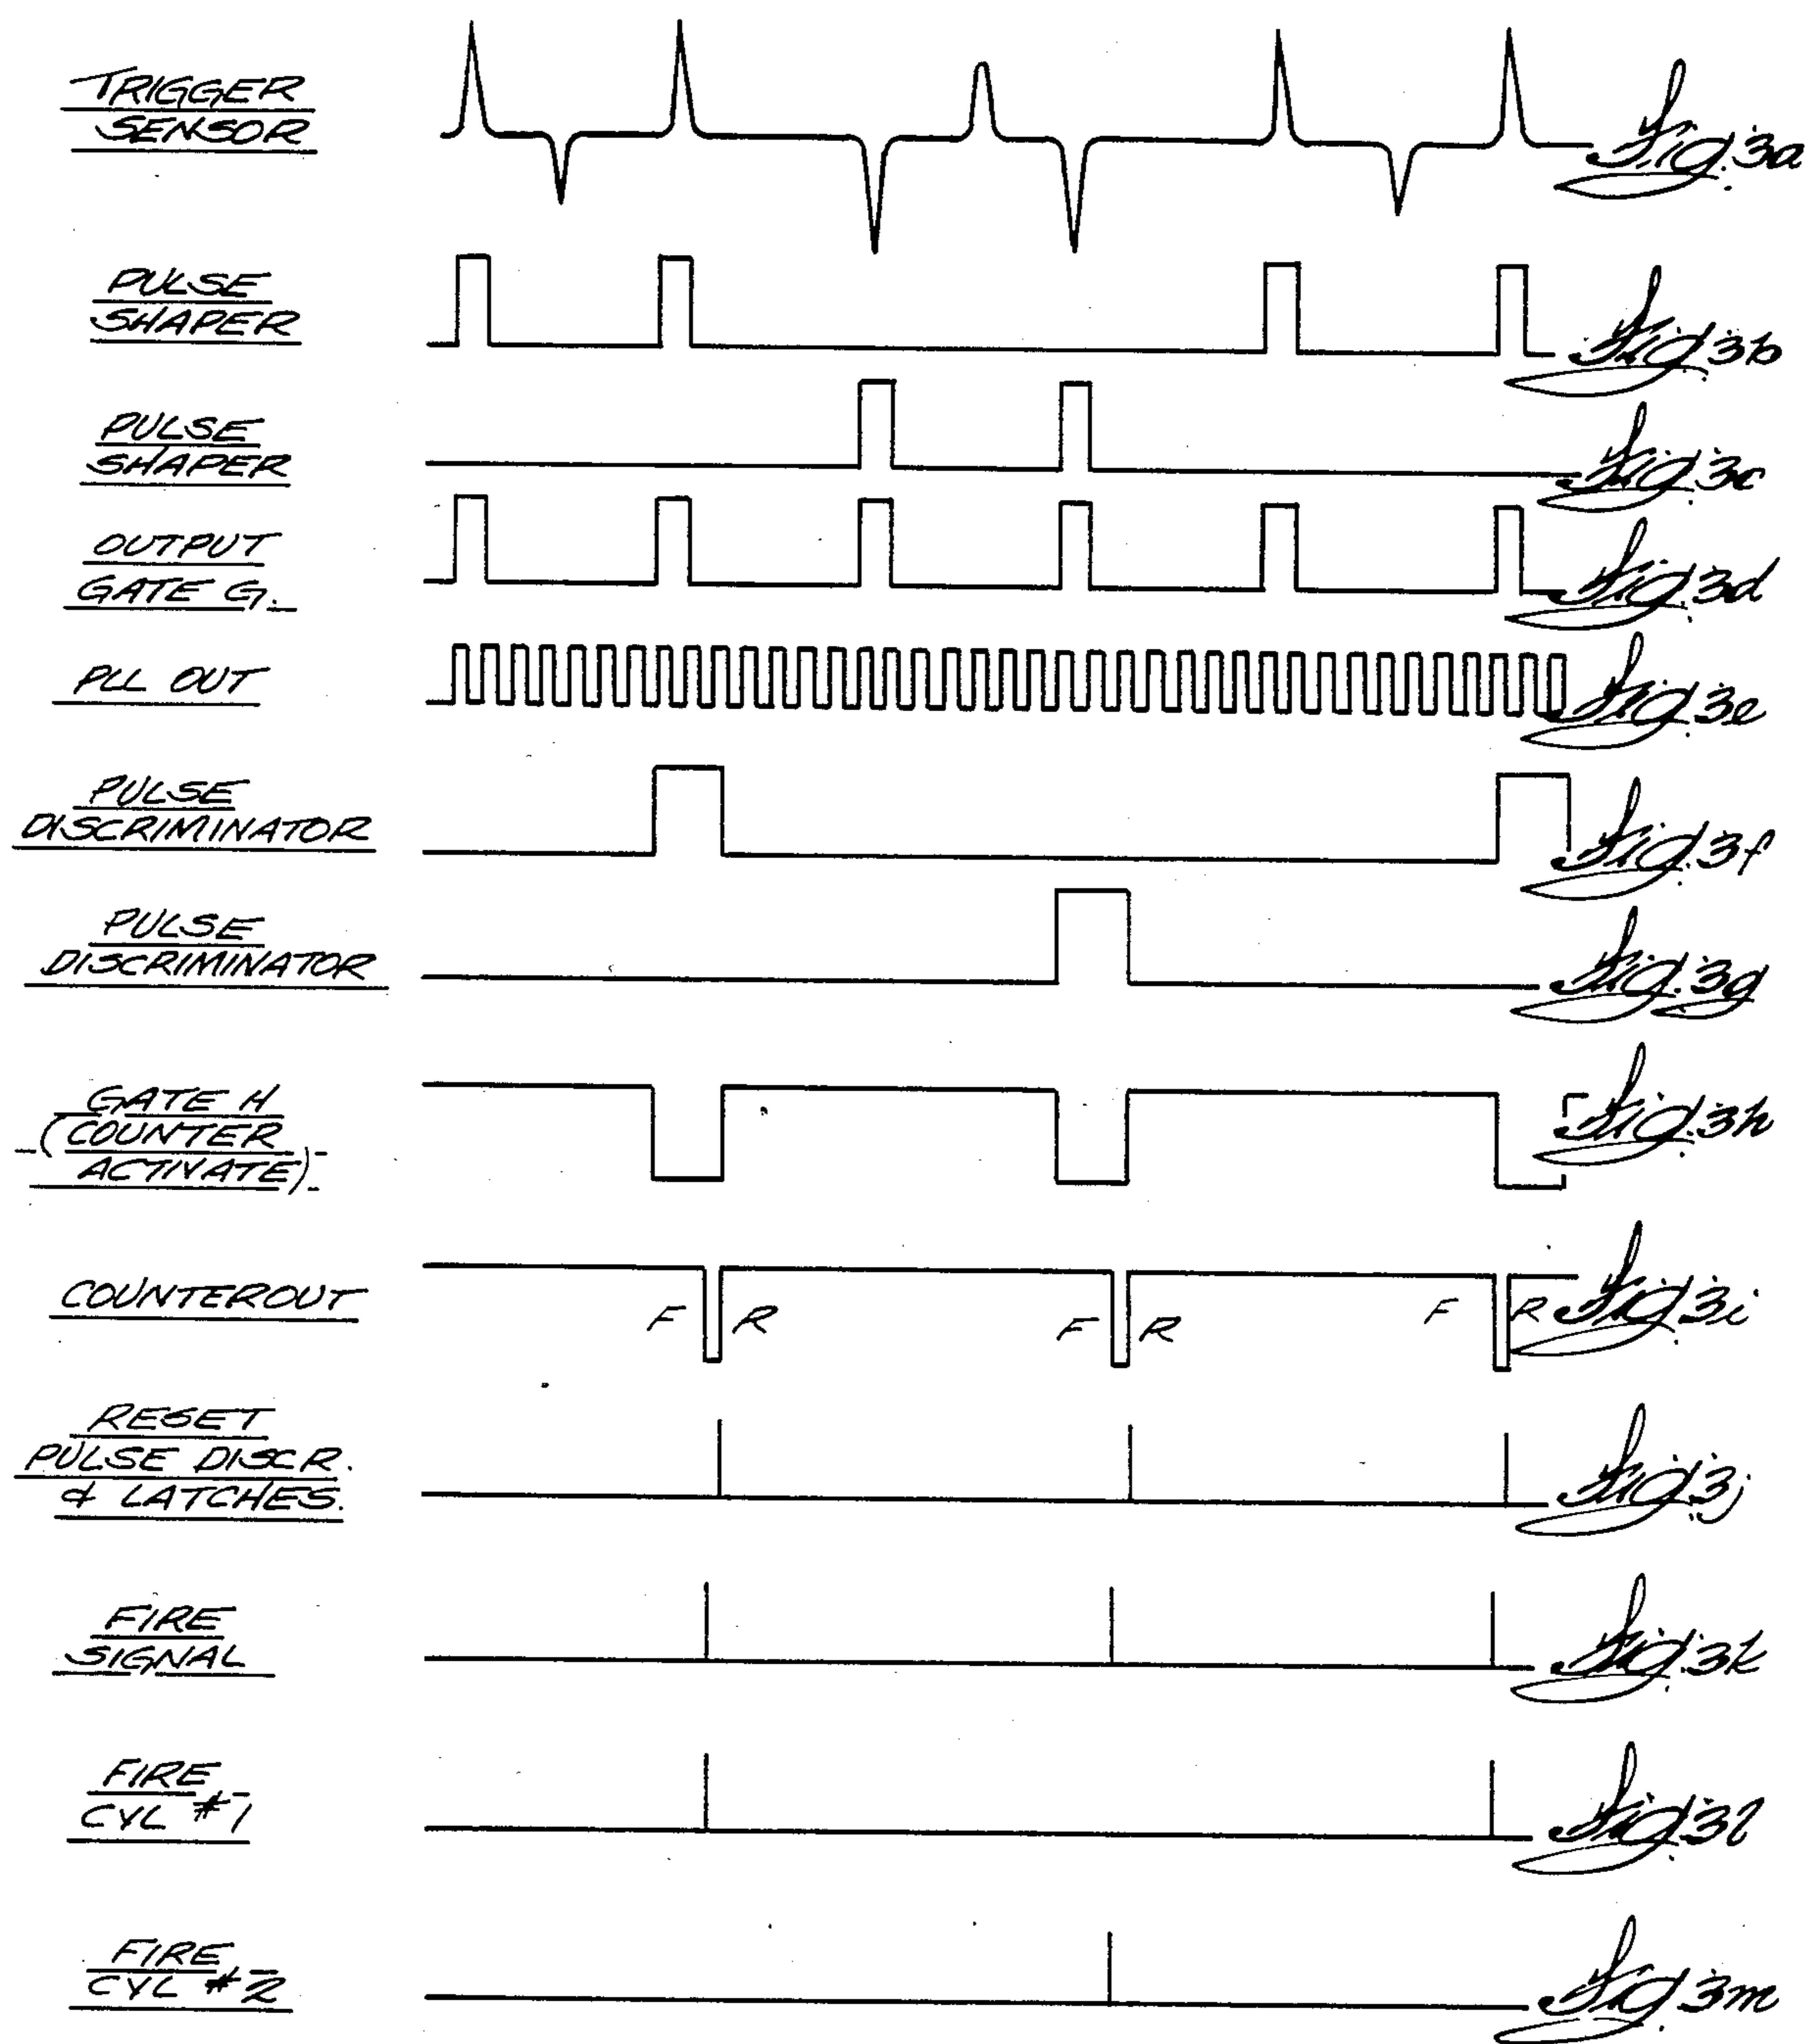 TRIGGER
SENSOR
Fig. 3a
PULSE
SHAPER
Fig. 3b
PULSE
SHAPER
Fig. 3c
OUTPUT
GATE G.
Fig. 3d
PLL OUT
Fig. 3e
PULSE
DISCRIMINATOR
Fig. 3f
PULSE
DISCRIMINATOR
Fig. 3g
GATE H
(COUNTER
ACTIVATE)
Fig. 3h
COUNTEROUT
F R F R F R
Fig. 3i
RESET
PULSE DISCR.
& LATCHES.
Fig. 3j
FIRE
SIGNAL
Fig. 3k
FIRE
CYL #1
Fig. 3l
FIRE
CYL #2
Fig. 3m